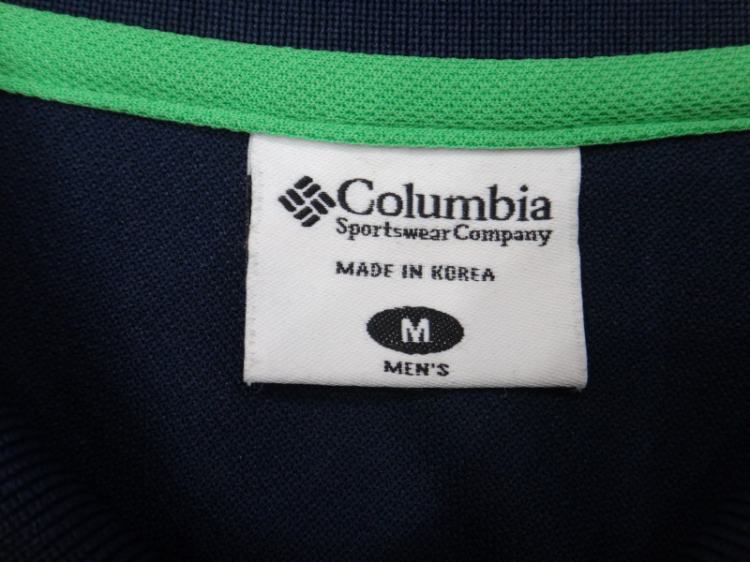 Columbia
Sportswear Company
MADE IN KOREA
M
MEN'S